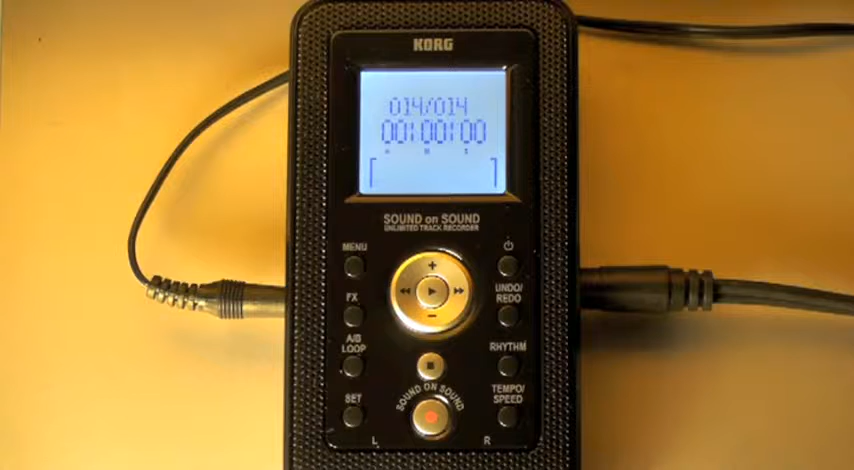 KORG
014/014
00:00:00
H M S
SOUND on SOUND
UNLIMITED TRACK RECORDER
MENU
FX
UNDO/
REDO
A/B
LOOP
RHYTHM
SET
TEMPO/
SPEED
SOUND ON SOUND
L R